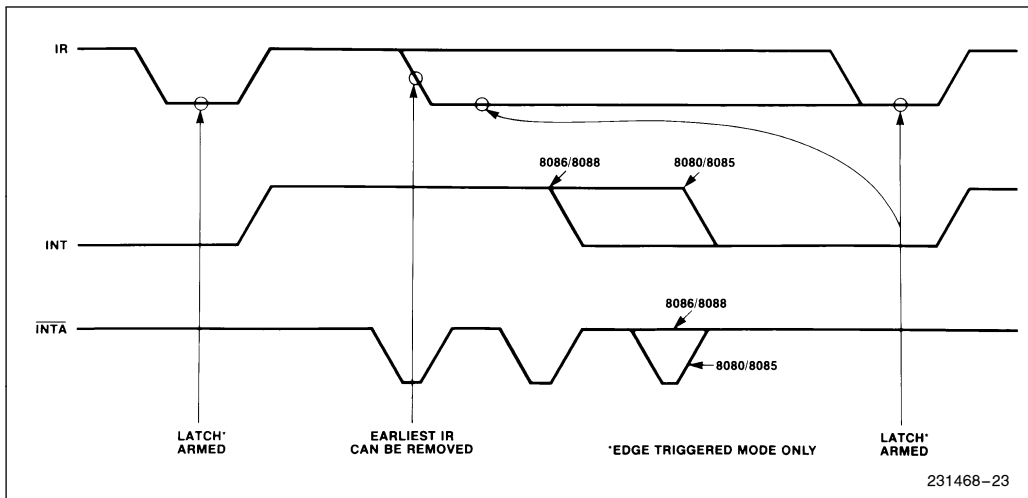 IR
8086/8088
8080/8085
INT
8086/8088
INTA
8080/8085
LATCH*
ARMED
EARLIEST IR
CAN BE REMOVED
*EDGE TRIGGERED MODE ONLY
LATCH*
ARMED
231468–23